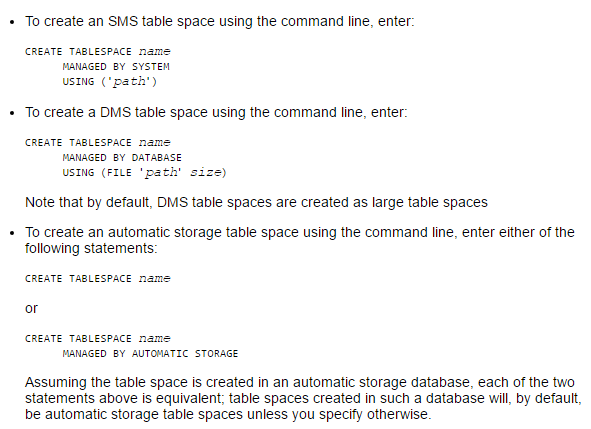 • To create an SMS table space using the command line, enter:
CREATE TABLESPACE name
MANAGED BY SYSTEM
USING ('path')
• To create a DMS table space using the command line, enter:
CREATE TABLESPACE name
MANAGED BY DATABASE
USING (FILE 'path' size)
Note that by default, DMS table spaces are created as large table spaces
• To create an automatic storage table space using the command line, enter either of the
following statements:
CREATE TABLESPACE name
or
CREATE TABLESPACE name
MANAGED BY AUTOMATIC STORAGE
Assuming the table space is created in an automatic storage database, each of the two
statements above is equivalent; table spaces created in such a database will, by default,
be automatic storage table spaces unless you specify otherwise.